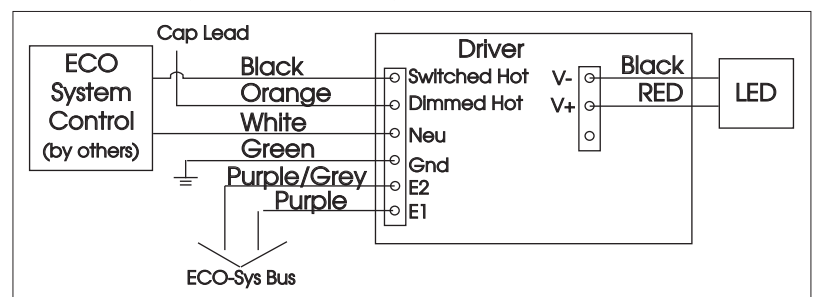 Cap Lead
ECO
System
Control
(by others)
Black
Orange
White
Green
Purple/Grey
Purple
ECO-Sys Bus
Driver
Switched Hot
Dimmed Hot
Neu
Gnd
E2
E1
V-
V+
Black
RED
LED